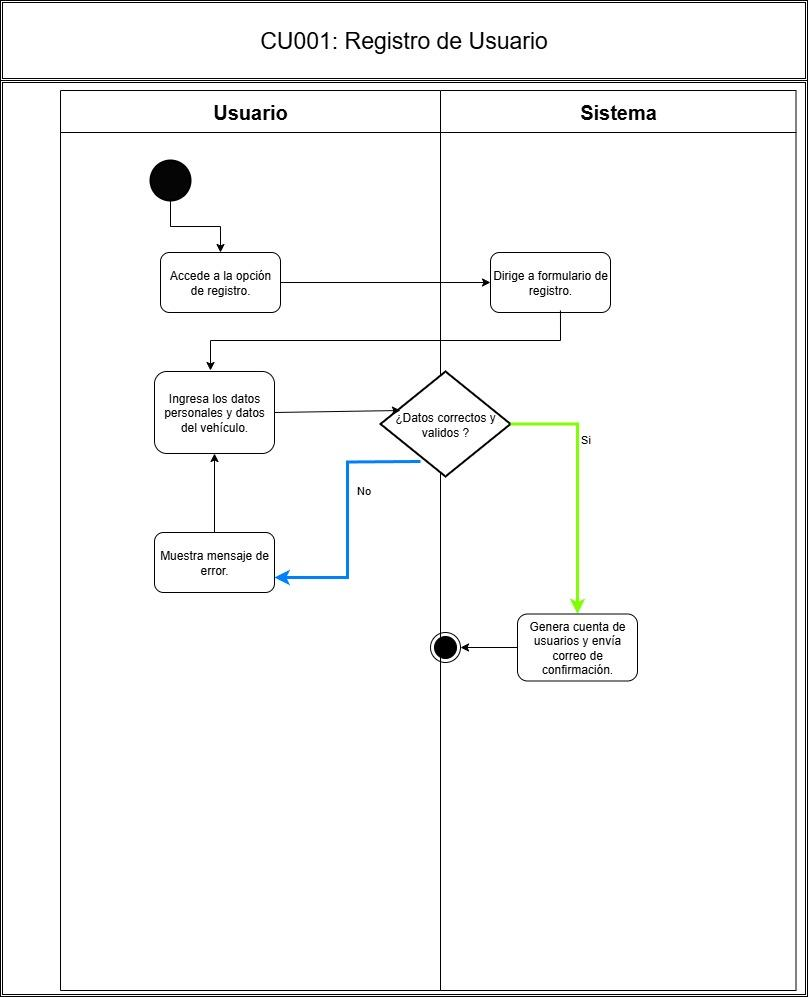 CU001: Registro de Usuario
Usuario
Sistema
Accede a la opción
de registro.
Dirige a formulario de
registro.
Ingresa los datos
personales y datos
del vehículo.
¿Datos correctos y
validos ?
Si
No
Muestra mensaje de
error.
Genera cuenta de
usuarios y envía
correo de
confirmación.